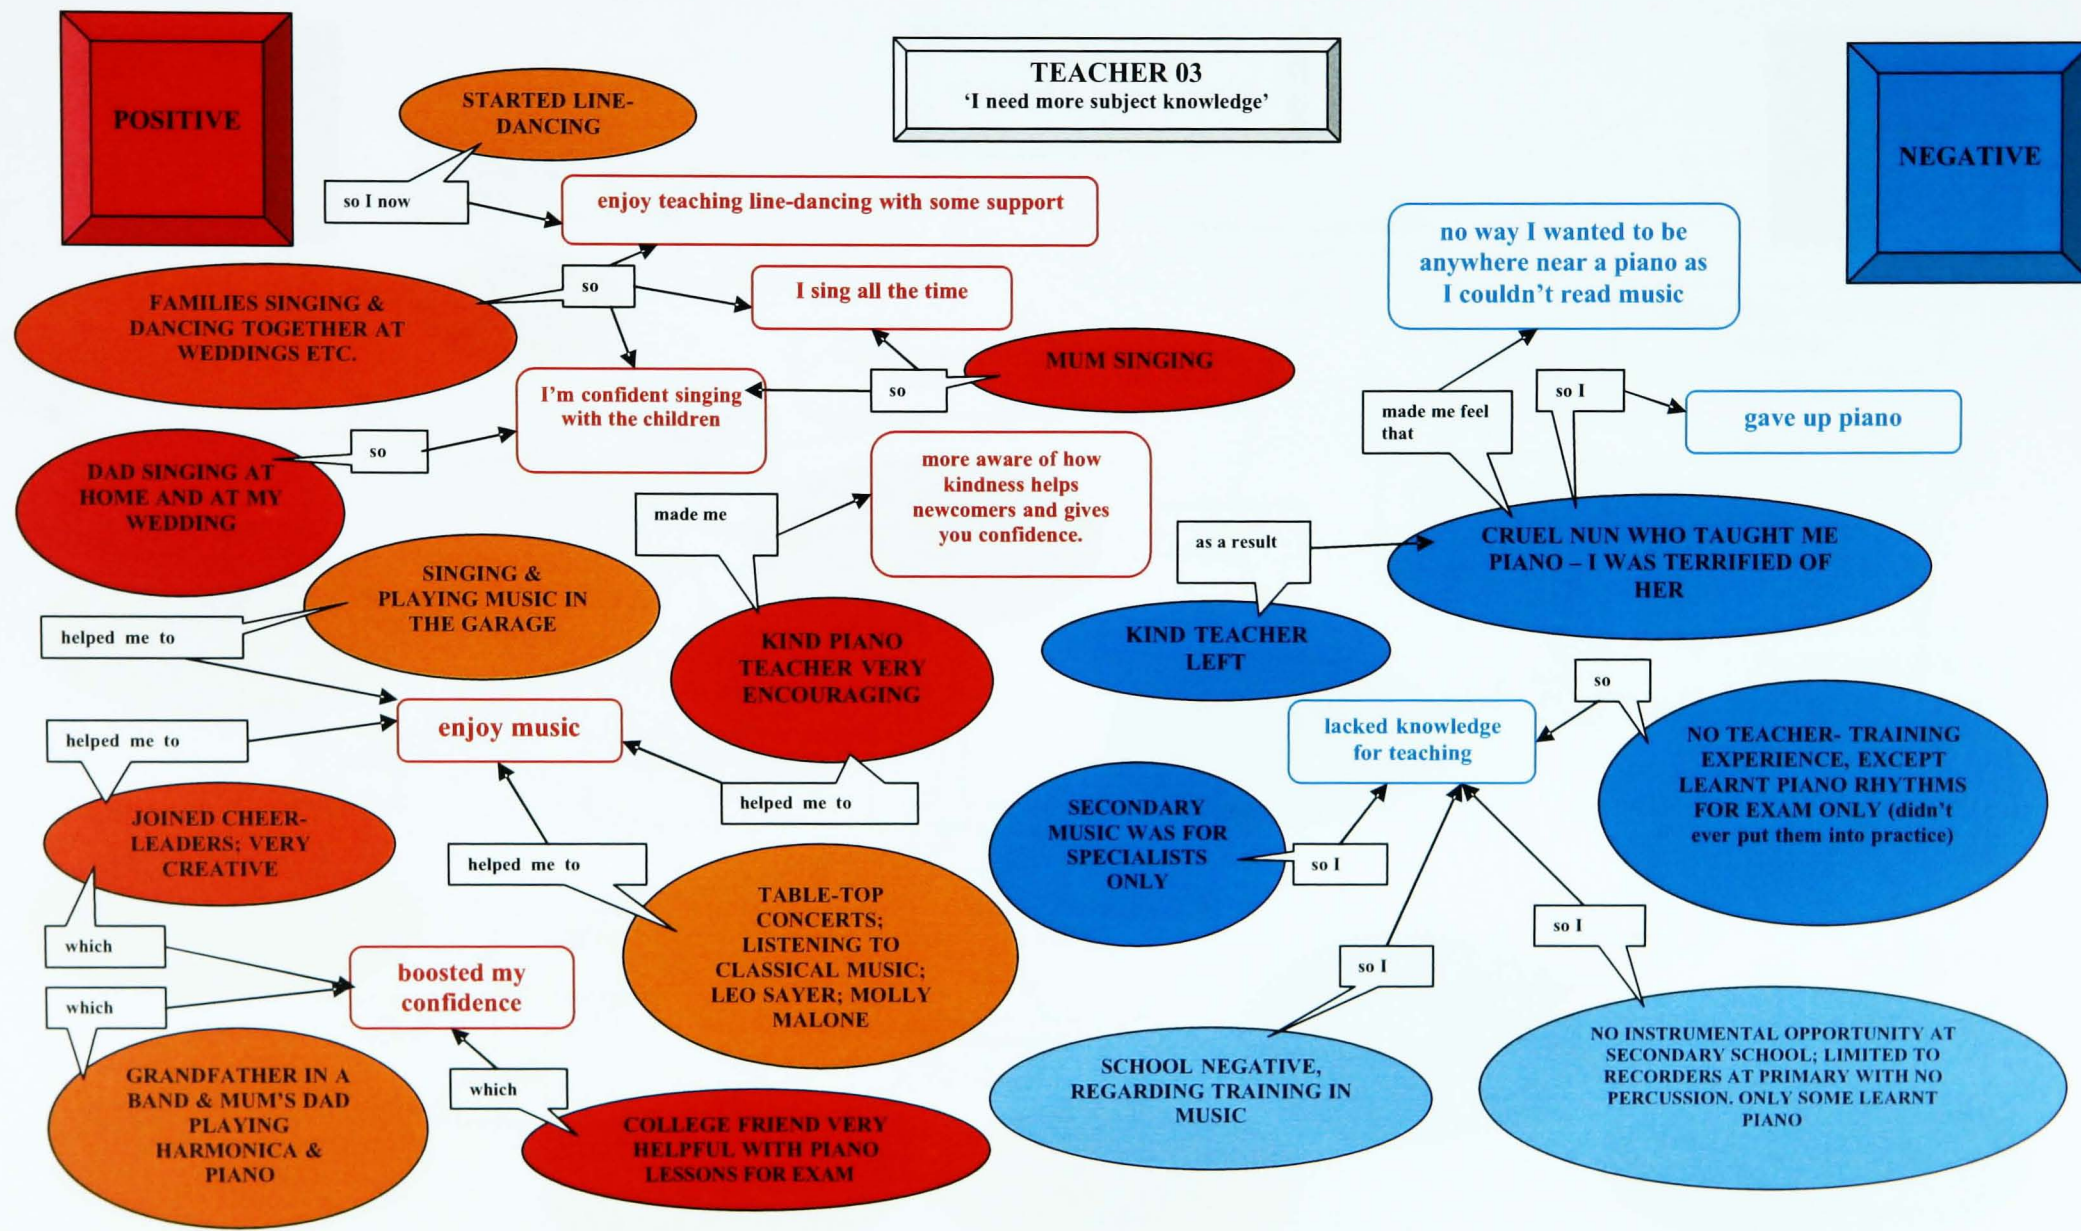 POSITIVE
TEACHER 03
‘I need more subject knowledge’
NEGATIVE
STARTED LINE-
DANCING
so I now
enjoy teaching line-dancing with some support
FAMILIES SINGING &
DANCING TOGETHER AT
WEDDINGS ETC.
so
I sing all the time
MUM SINGING
so
I'm confident singing
with the children
DAD SINGING AT
HOME AND AT MY
WEDDING
so
no way I wanted to be
anywhere near a piano as
I couldn't read music
made me feel
that
so I
gave up piano
more aware of how
kindness helps
newcomers and gives
you confidence.
made me
as a result
CRUEL NUN WHO TAUGHT ME
PIANO – I WAS TERRIFIED OF
HER
SINGING &
PLAYING MUSIC IN
THE GARAGE
helped me to
KIND PIANO
TEACHER VERY
ENCOURAGING
KIND TEACHER
LEFT
enjoy music
helped me to
helped me to
JOINED CHEER-
LEADERS; VERY
CREATIVE
helped me to
which
lacked knowledge
for teaching
so
NO TEACHER- TRAINING
EXPERIENCE, EXCEPT
LEARNT PIANO RHYTHMS
FOR EXAM ONLY (didn't
ever put them into practice)
SECONDARY
MUSIC WAS FOR
SPECIALISTS
ONLY
so I
TABLE-TOP
CONCERTS;
LISTENING TO
CLASSICAL MUSIC;
LEO SAYER; MOLLY
MALONE
boosted my
confidence
which
so I
so I
GRANDFATHER IN A
BAND & MUM'S DAD
PLAYING
HARMONICA &
PIANO
which
COLLEGE FRIEND VERY
HELPFUL WITH PIANO
LESSONS FOR EXAM
SCHOOL NEGATIVE,
REGARDING TRAINING IN
MUSIC
NO INSTRUMENTAL OPPORTUNITY AT
SECONDARY SCHOOL; LIMITED TO
RECORDERS AT PRIMARY WITH NO
PERCUSSION. ONLY SOME LEARNT
PIANO